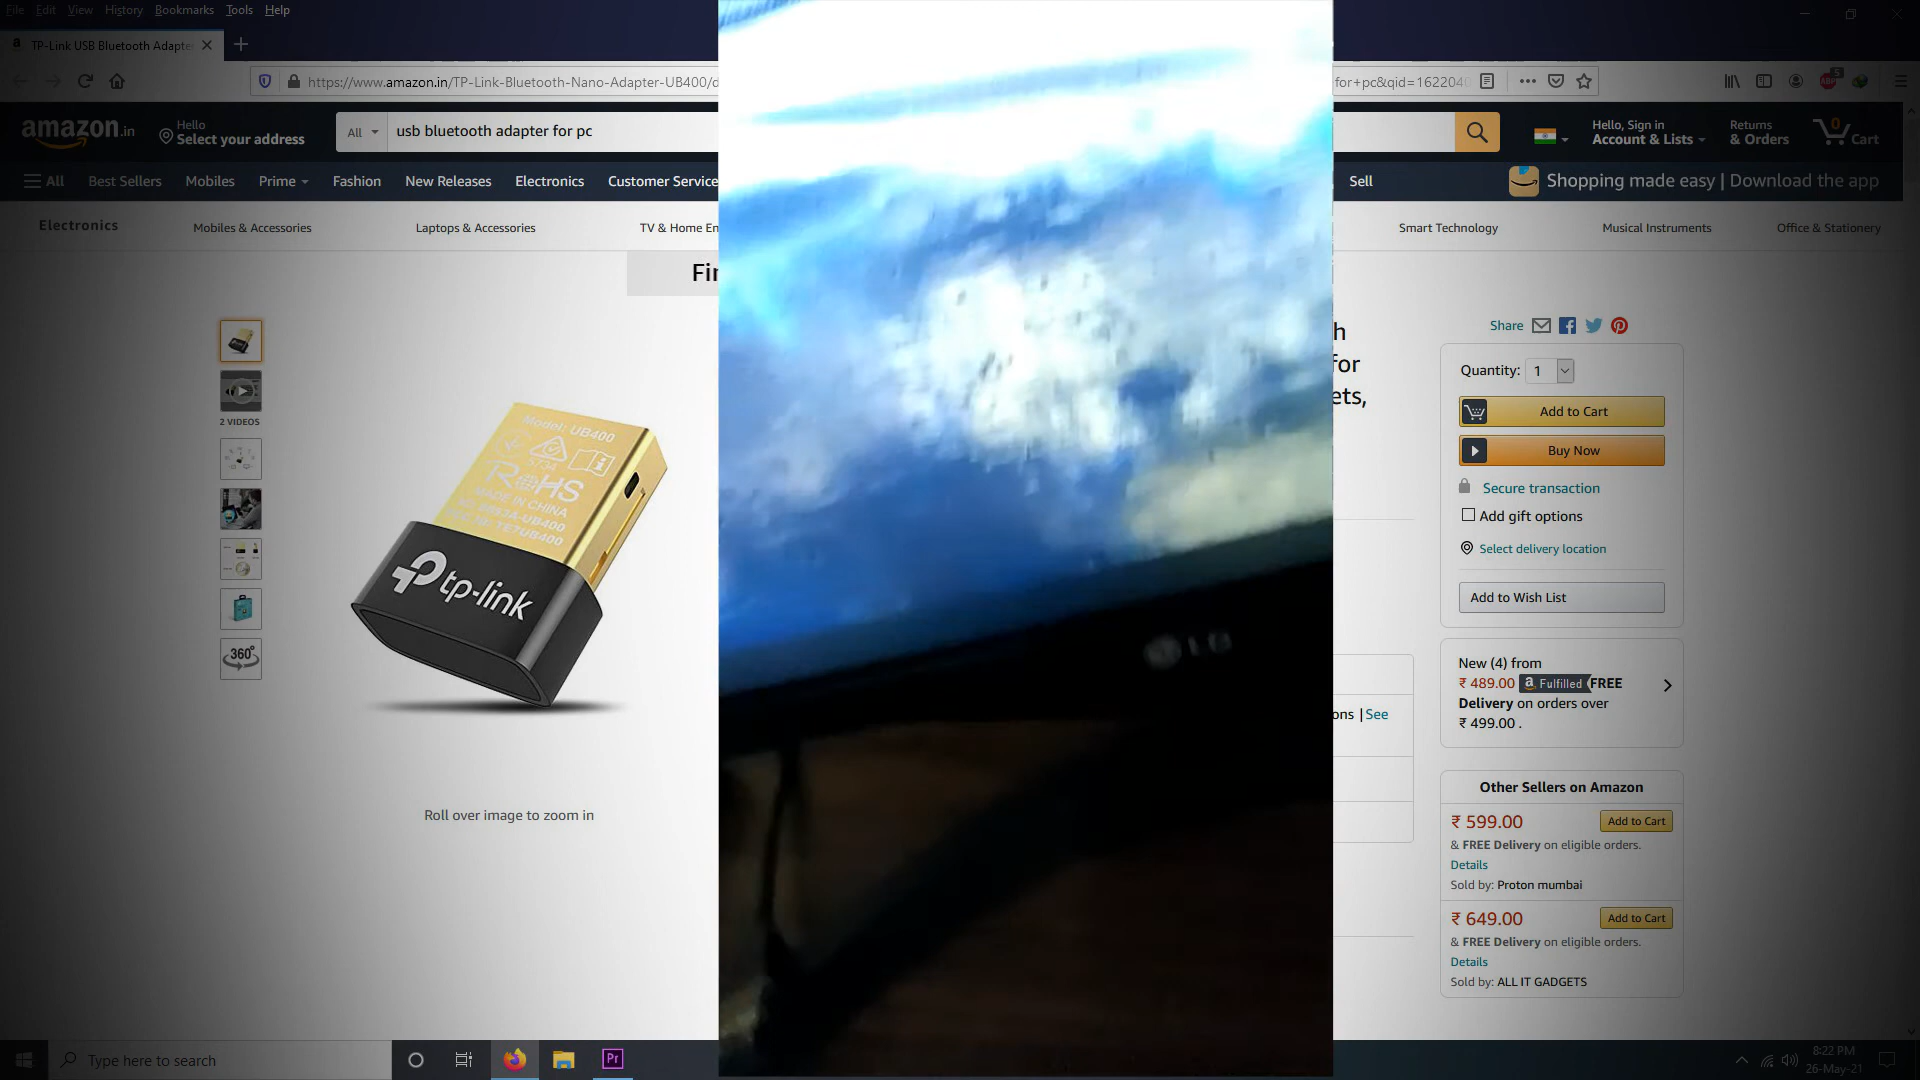 File Edit View History Bookmarks Tools Help
TP-Link USB Bluetooth Adapte
https://www.amazon.in/TP-Link-Bluetooth-Nano-Adapter-UB400/d
for+pc&qid=1622040
5
amazon.in
Hello
Select your address
All
usb bluetooth adapter for pc
Hello, Sign in
Account & Lists
Returns
& Orders
0
Cart
All Best Sellers Mobiles Prime Fashion New Releases Electronics Customer Service
Sell
Shopping made easy | Download the app
Electronics Mobiles & Accessories Laptops & Accessories TV & Home En
Smart Technology Musical Instruments Office & Stationery
Fin
h
for
ets,
Share
Quantity: 1
Add to Cart
Buy Now
Secure transaction
Add gift options
Select delivery location
Add to Wish List
2 VIDEOS
360°
Model: UB400
RoHS
MADE IN CHINA
tp-link
LG
Roll over image to zoom in
ons | See
New (4) from
₹ 489.00 a Fulfilled FREE
Delivery on orders over
₹ 499.00 .
Other Sellers on Amazon
₹ 599.00
Add to Cart
& FREE Delivery on eligible orders.
Details
Sold by: Proton mumbai
₹ 649.00
Add to Cart
& FREE Delivery on eligible orders.
Details
Sold by: ALL IT GADGETS
Type here to search
Pr
8:22 PM
26-May-21